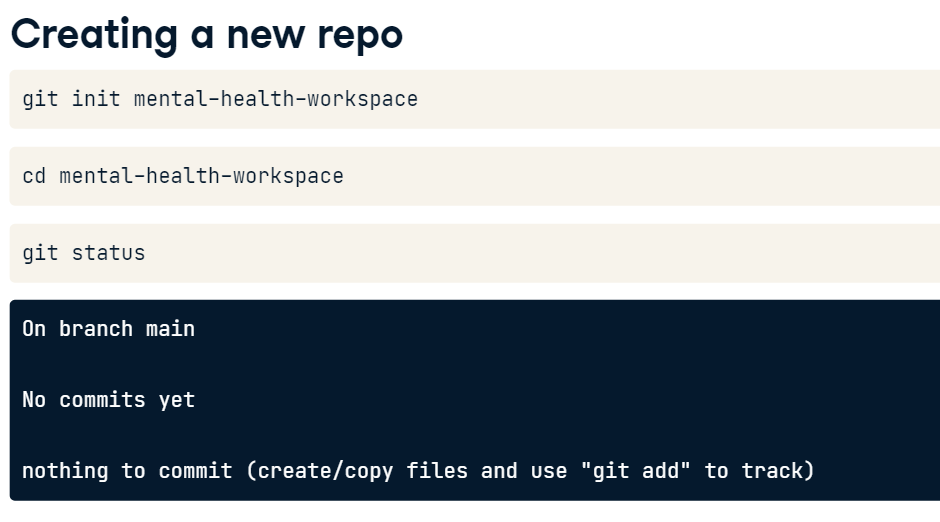 Creating a new repo
git init mental-health-workspace
cd mental-health-workspace
git status
On branch main
No commits yet
nothing to commit (create/copy files and use "git add" to track)